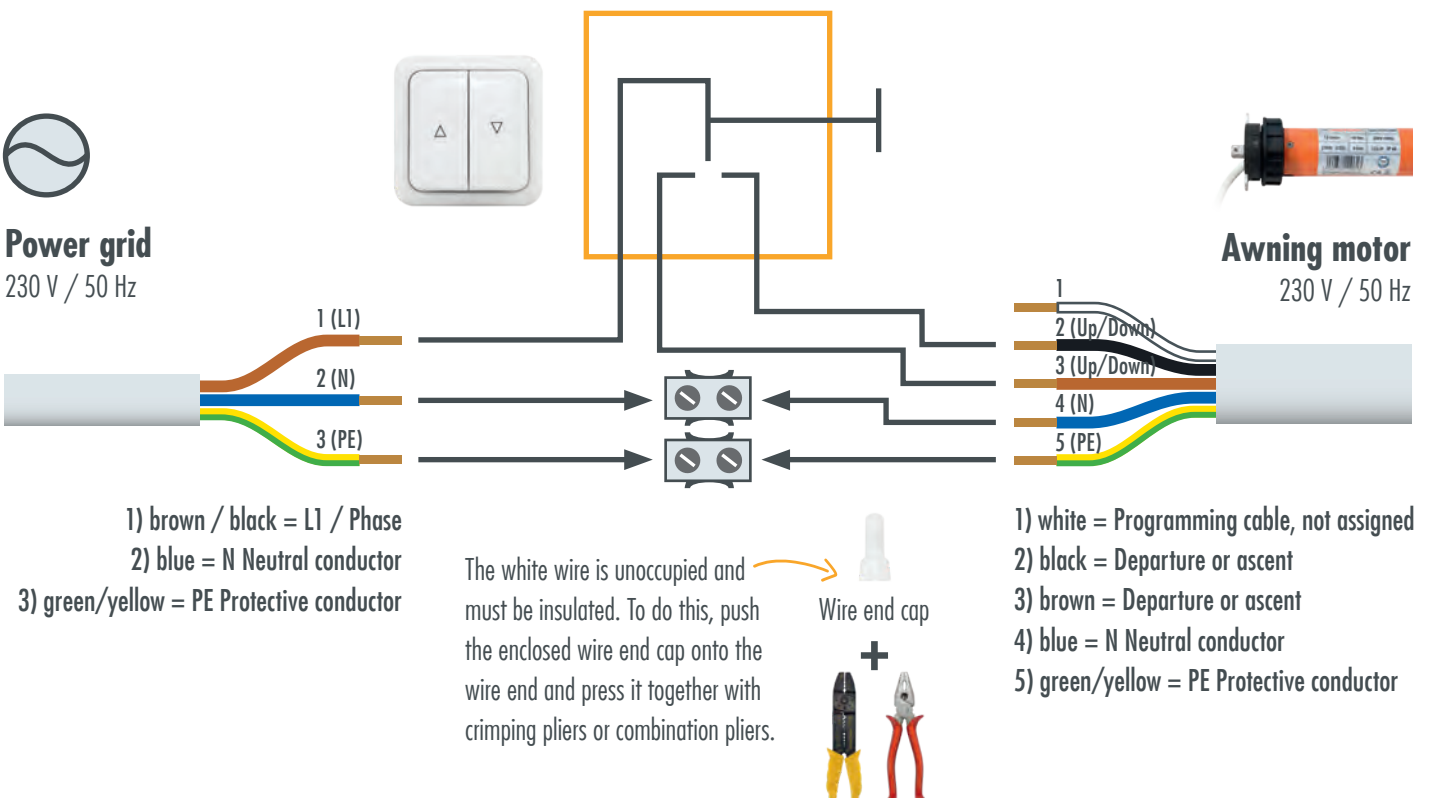 Power grid
230 V / 50 Hz
Awning motor
230 V / 50 Hz
1 (L1)
2 (N)
3 (PE)
1
2 (Up/Down)
3 (Up/Down)
4 (N)
5 (PE)
1) brown / black = L1 / Phase
2) blue = N Neutral conductor
3) green/yellow = PE Protective conductor
The white wire is unoccupied and
must be insulated. To do this, push
the enclosed wire end cap onto the
wire end and press it together with
crimping pliers or combination pliers.
Wire end cap
1) white = Programming cable, not assigned
2) black = Departure or ascent
3) brown = Departure or ascent
4) blue = N Neutral conductor
5) green/yellow = PE Protective conductor